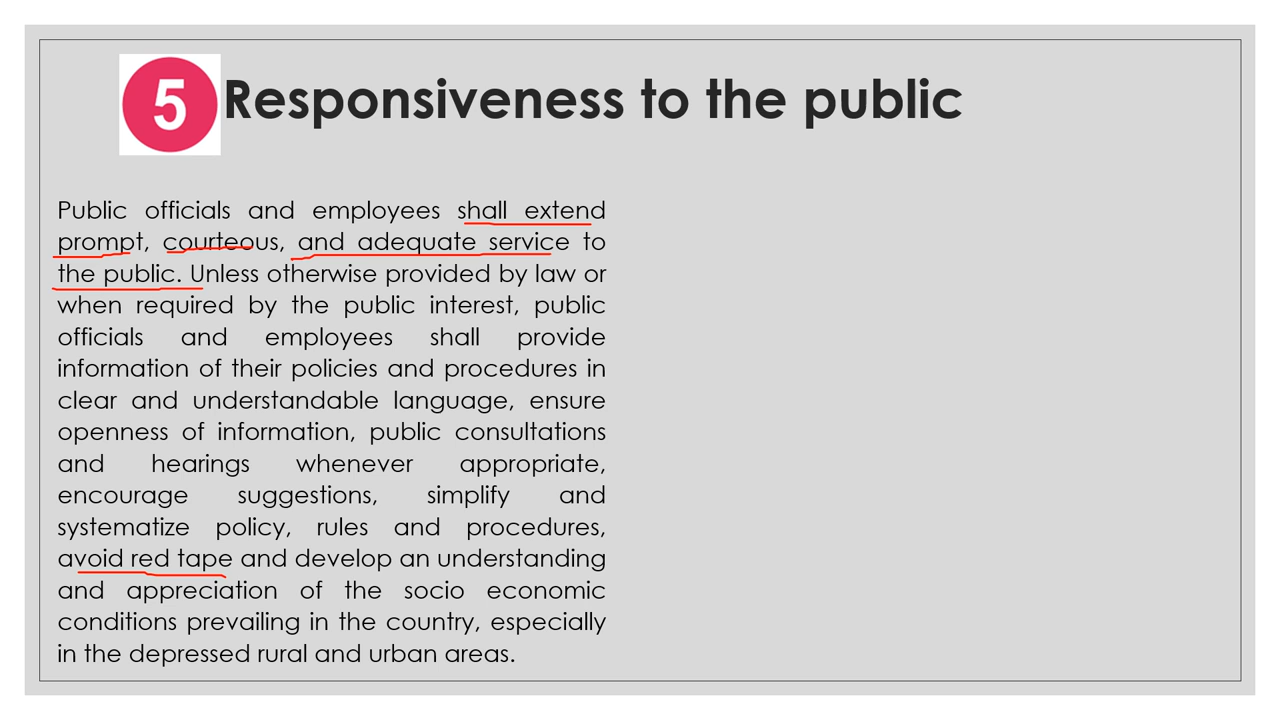 5 Responsiveness to the public
Public officials and employees shall extend
prompt, courteous, and adequate service to
the public. Unless otherwise provided by law or
when required by the public interest, public
officials and employees shall provide
information of their policies and procedures in
clear and understandable language, ensure
openness of information, public consultations
and hearings whenever appropriate,
encourage suggestions, simplify and
systematize policy, rules and procedures,
avoid red tape and develop an understanding
and appreciation of the socio economic
conditions prevailing in the country, especially
in the depressed rural and urban areas.